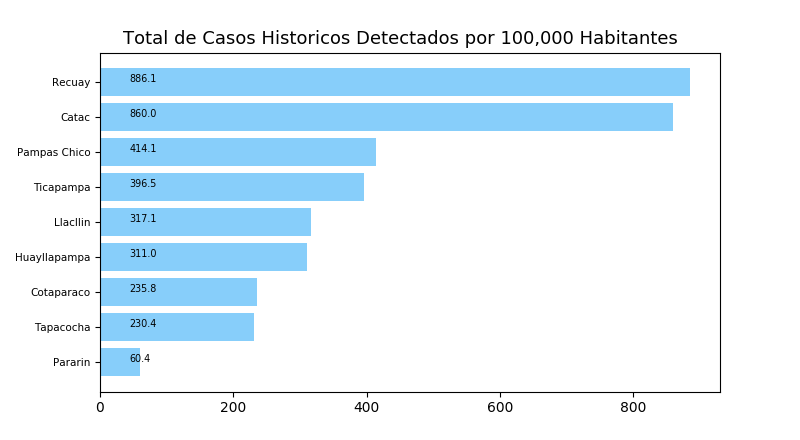 Total de Casos Historicos Detectados por 100,000 Habitantes
Recuay 886.1
Catac 860.0
Pampas Chico 414.1
Ticapampa 396.5
Llacllin 317.1
Huayllapampa 311.0
Cotaparaco 235.8
Tapacocha 230.4
Pararin 60.4
0 200 400 600 800